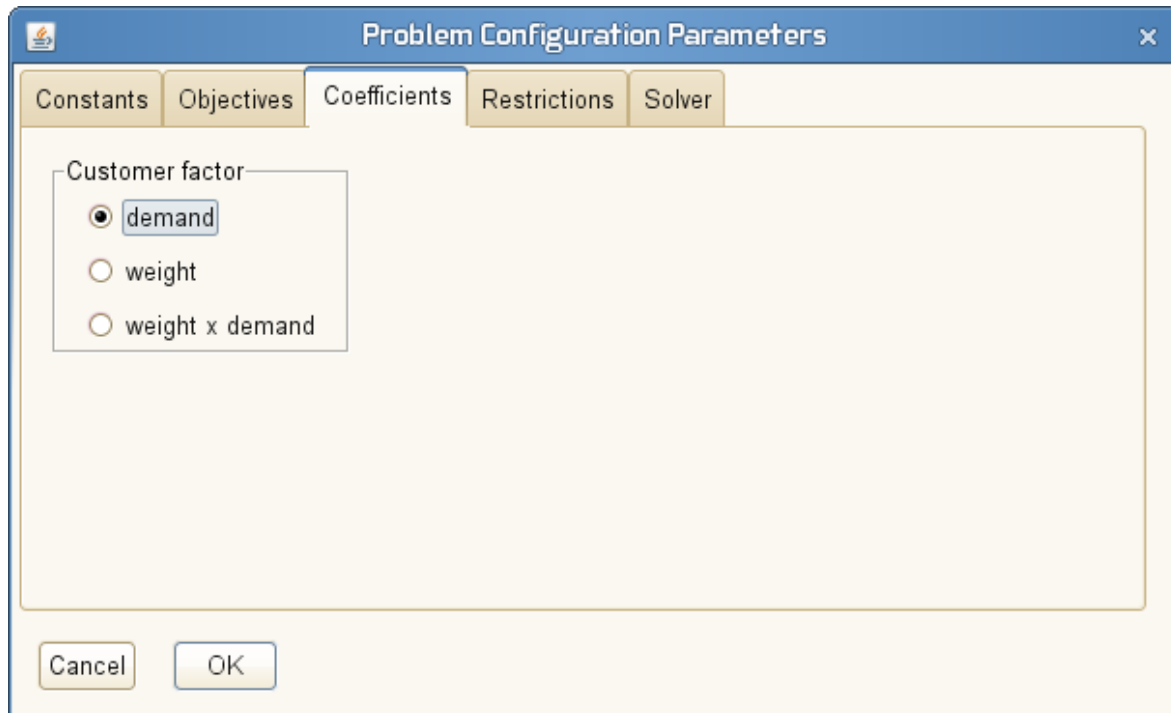 Problem Configuration Parameters
Constants Objectives Coefficients Restrictions Solver
Customer factor
demand
weight
weight x demand
Cancel OK